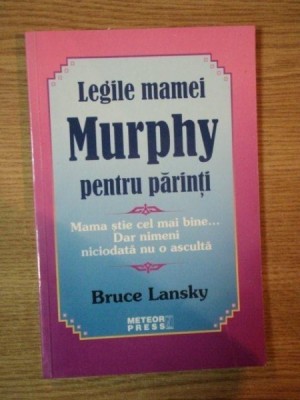 Legile mamei
Murphy
pentru părinți
Mama știe cel mai bine...
Dar nimeni
niciodată nu o ascultă
Bruce Lansky
METEOR
PRESS